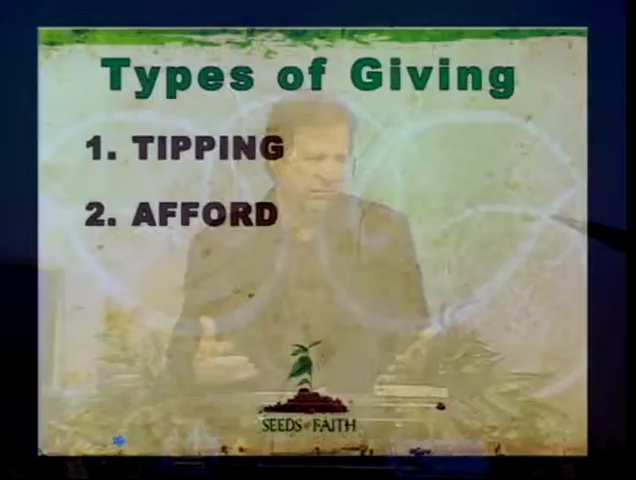 Types of Giving
1. TIPPING
2. AFFORD
SEEDS of FAITH